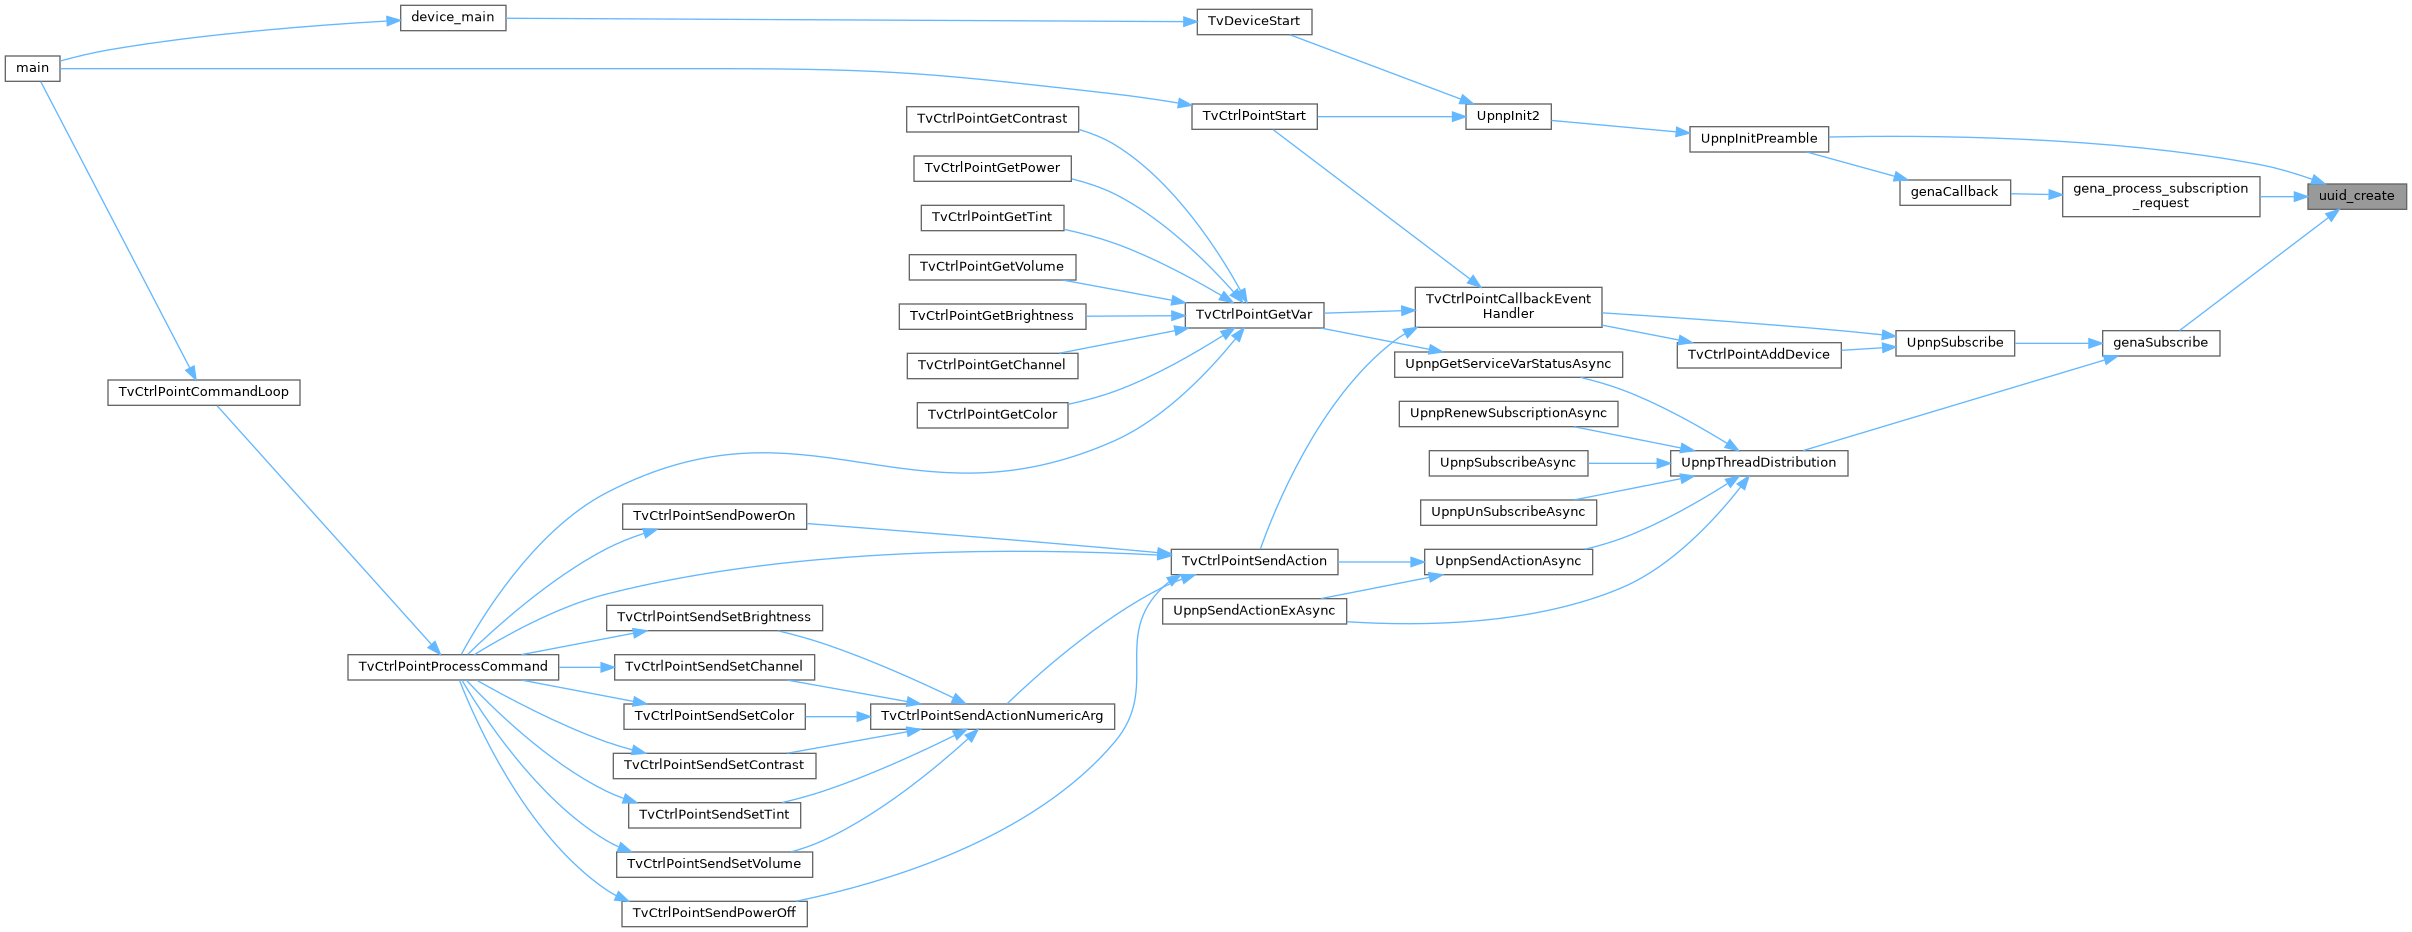 device_main
TvDeviceStart
main
TvCtrlPointGetContrast
TvCtrlPointStart
UpnpInit2
UpnpInitPreamble
TvCtrlPointGetPower
genaCallback
gena_process_subscription
_request
uuid_create
TvCtrlPointGetTint
TvCtrlPointGetVolume
TvCtrlPointGetBrightness
TvCtrlPointGetVar
TvCtrlPointCallbackEvent
Handler
TvCtrlPointGetChannel
UpnpGetServiceVarStatusAsync
TvCtrlPointAddDevice
UpnpSubscribe
genaSubscribe
TvCtrlPointCommandLoop
TvCtrlPointGetColor
UpnpRenewSubscriptionAsync
UpnpSubscribeAsync
UpnpThreadDistribution
TvCtrlPointSendPowerOn
UpnpUnSubscribeAsync
TvCtrlPointSendAction
UpnpSendActionAsync
TvCtrlPointSendSetBrightness
UpnpSendActionExAsync
TvCtrlPointProcessCommand
TvCtrlPointSendSetChannel
TvCtrlPointSendSetColor
TvCtrlPointSendActionNumericArg
TvCtrlPointSendSetContrast
TvCtrlPointSendSetTint
TvCtrlPointSendSetVolume
TvCtrlPointSendPowerOff